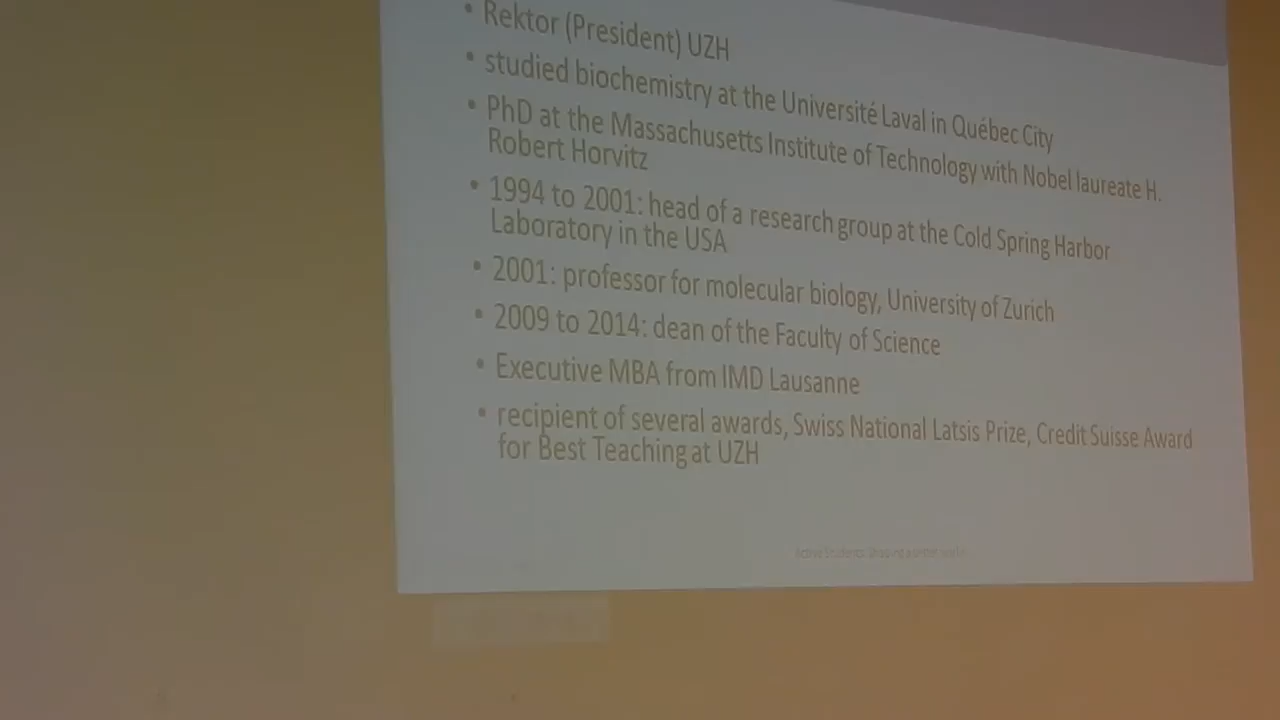 • Rektor (President) UZH
• studied biochemistry at the Université Laval in Québec City
• PhD at the Massachusetts Institute of Technology with Nobel laureate H.
Robert Horvitz
• 1994 to 2001: head of a research group at the Cold Spring Harbor
Laboratory in the USA
• 2001: professor for molecular biology, University of Zurich
• 2009 to 2014: dean of the Faculty of Science
• Executive MBA from IMD Lausanne
• recipient of several awards, Swiss National Latsis Prize, Credit Suisse Award
for Best Teaching at UZH
Active Students